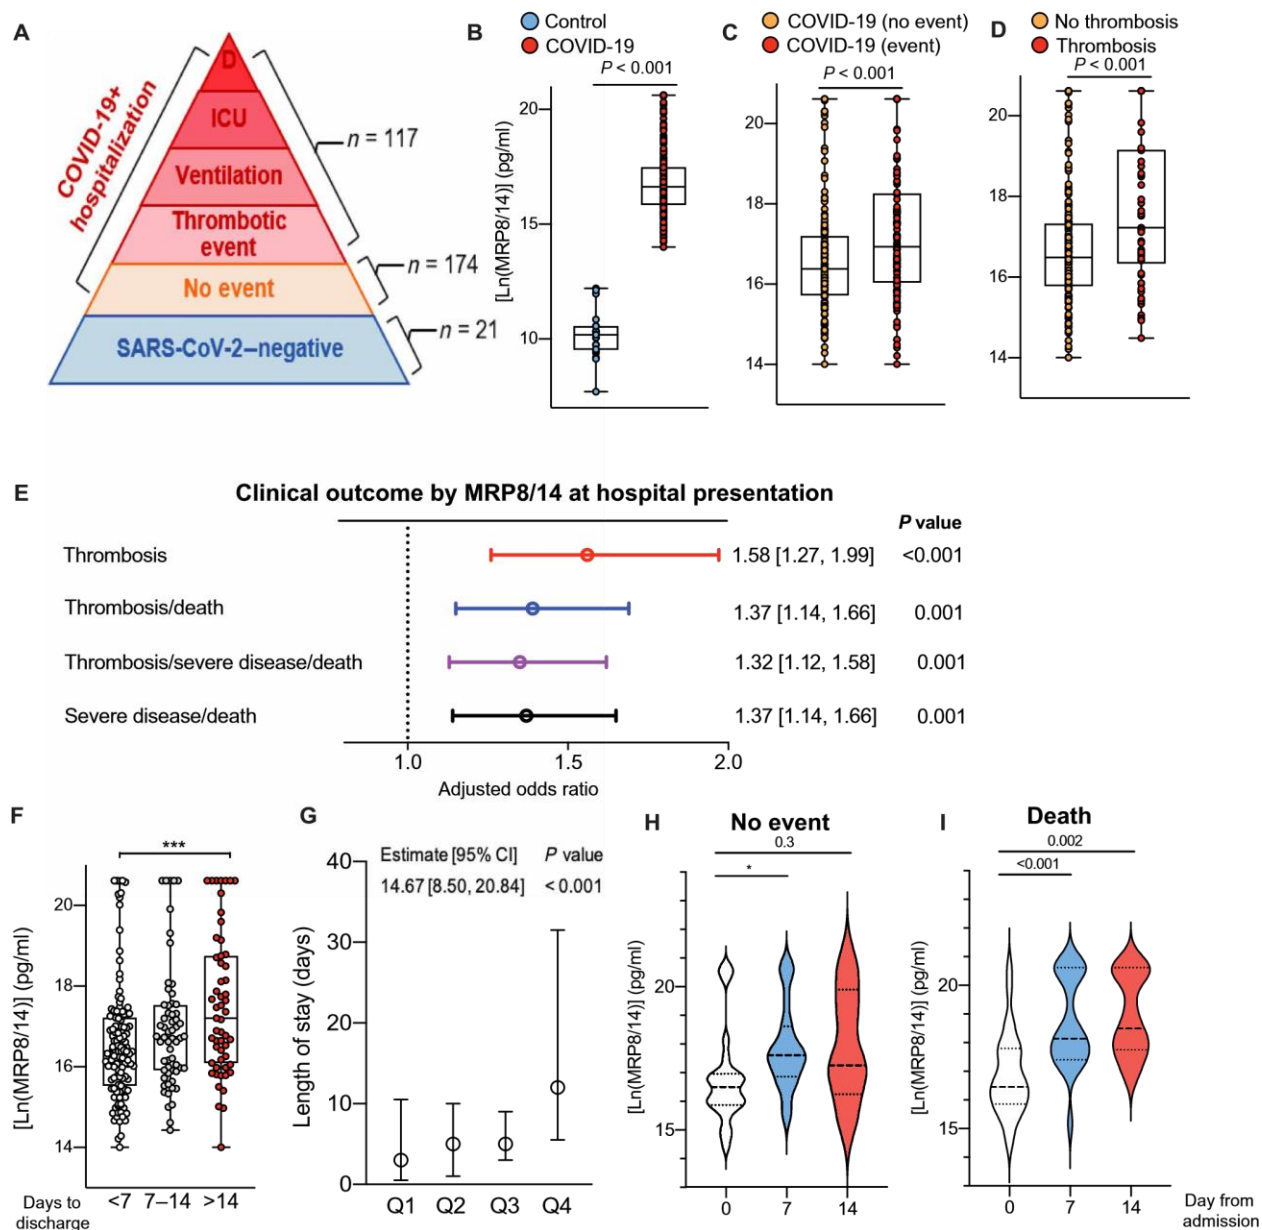 A
D
ICU
Ventilation
Thrombotic
event
No event
SARS-CoV-2–negative
COVID-19+
hospitalization
n = 117
n = 174
n = 21
B
Control
COVID-19
P < 0.001
[Ln(MRP8/14)] (pg/ml)
20
15
10
C
COVID-19 (no event)
COVID-19 (event)
P < 0.001
20
18
16
14
D
No thrombosis
Thrombosis
P < 0.001
20
18
16
14
E
Clinical outcome by MRP8/14 at hospital presentation
P value
Thrombosis
1.58 [1.27, 1.99]
<0.001
Thrombosis/death
1.37 [1.14, 1.66]
0.001
Thrombosis/severe disease/death
1.32 [1.12, 1.58]
0.001
Severe disease/death
1.37 [1.14, 1.66]
0.001
1.0
1.5
2.0
Adjusted odds ratio
F
***
[Ln(MRP8/14)] (pg/ml)
20
18
16
14
Days to
discharge
<7
7–14
>14
G
Estimate [95% CI]
P value
14.67 [8.50, 20.84]
< 0.001
Length of stay (days)
40
30
20
10
0
Q1
Q2
Q3
Q4
H
No event
0.3
*
[Ln(MRP8/14)] (pg/ml)
20
15
0
7
14
I
Death
0.002
<0.001
[Ln(MRP8/14)] (pg/ml)
20
15
0
7
14
Day from
admission